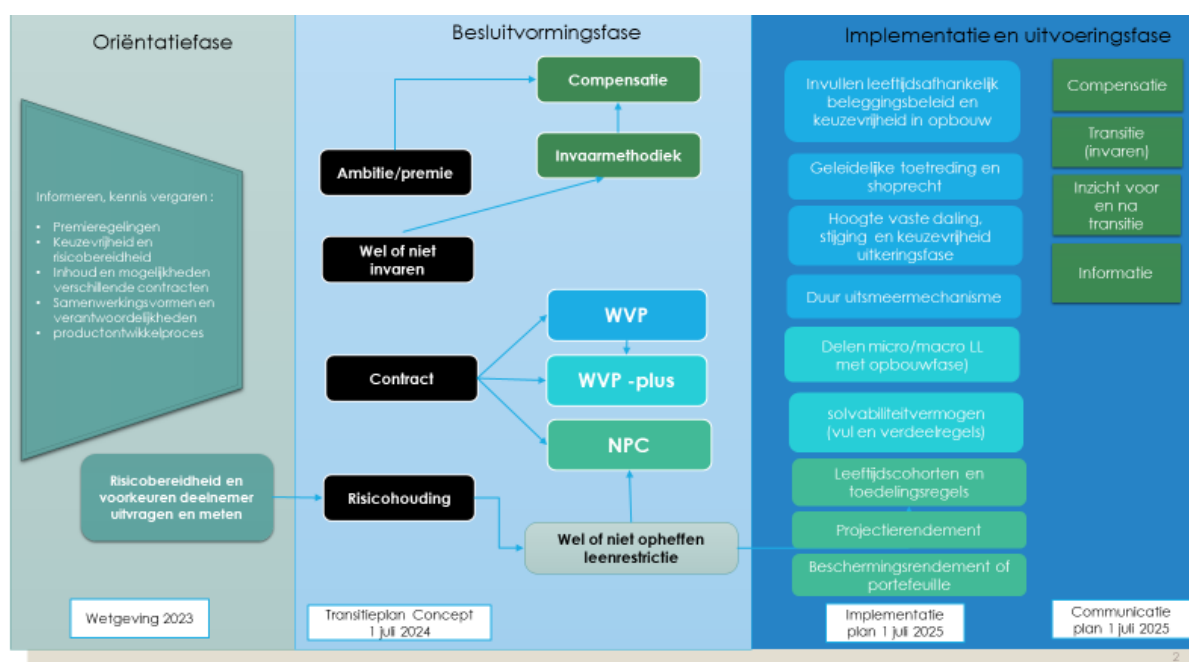 Oriëntatiefase
Informeren, kennis vergaren :
• Premieregelingen
• Keuzevrijheid en
risicobereidheid
• Inhoud en mogelijkheden
verschillende contracten
• Samenwerkingsvormen en
verantwoordelijkheden
• productontwikkelproces
Risicobereidheid en
voorkeuren deelnemer
uitvragen en meten
Wetgeving 2023
Besluitvormingsfase
Compensatie
Invaarmethodiek
Ambitie/premie
Wel of niet
invaren
WVP
Contract
WVP -plus
NPC
Risicohouding
Wel of niet opheffen
leenrestrictie
Transitieplan Concept
1 juli 2024
Implementatie en uitvoeringsfase
Invullen leeftijdsafhankelijk
beleggingsbeleid en
keuzevrijheid in opbouw
Geleidelijke toetreding en
shoprecht
Hoogte vaste daling,
stijging en keuzevrijheid
uitkeringsfase
Duur uitsmeermechanisme
Delen micro/macro LL
met opbouwfase)
solvabiliteitvermogen
(vul en verdeelregels)
Leeftijdscohorten en
toedelingsregels
Projectierendement
Beschermingsrendement of
portefeuille
Implementatie
plan 1 juli 2025
Compensatie
Transitie
(invaren)
Inzicht voor
en na
transitie
Informatie
Communicatie
plan 1 juli 2025
2